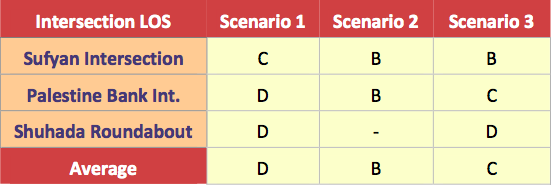 Intersection LOS Scenario 1 Scenario 2 Scenario 3
Sufyan Intersection C B B
Palestine Bank Int. D B C
Shuhada Roundabout D - D
Average D B C